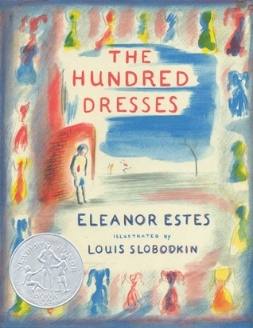 THE
HUNDRED
DRESSES
ELEANOR ESTES
ILLUSTRATED by
LOUIS SLOBODKIN